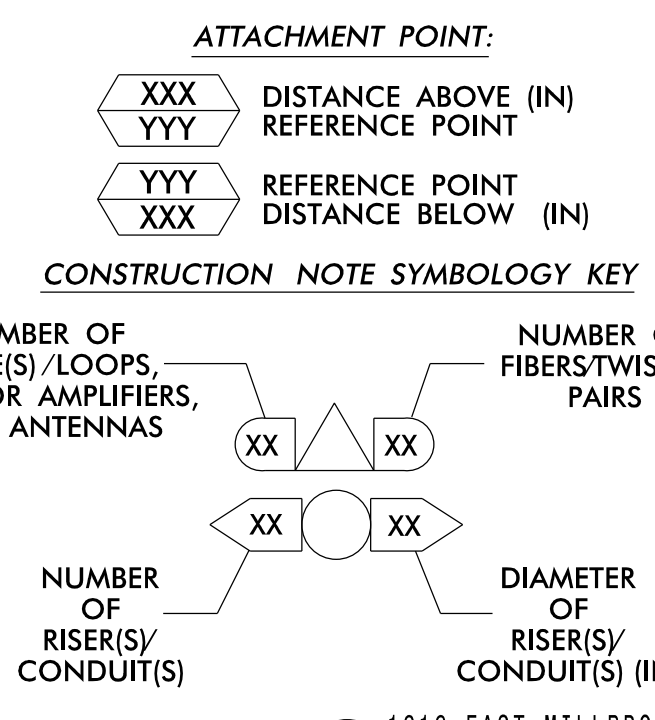 ATTACHMENT POINT:
XXX
YYY
DISTANCE ABOVE (IN)
REFERENCE POINT
YYY
XXX
REFERENCE POINT
DISTANCE BELOW (IN)
CONSTRUCTION NOTE SYMBOLOGY KEY
OF
/LOOPS,
AMPLIFIERS,
ANTENNAS
NUMBER
PAIRS
XX
XX
XX
XX
NUMBER
OF
RISER(S)/
CONDUIT(S)
DIAMETER
OF
RISER(S)/
CONDUIT(S)
EAST